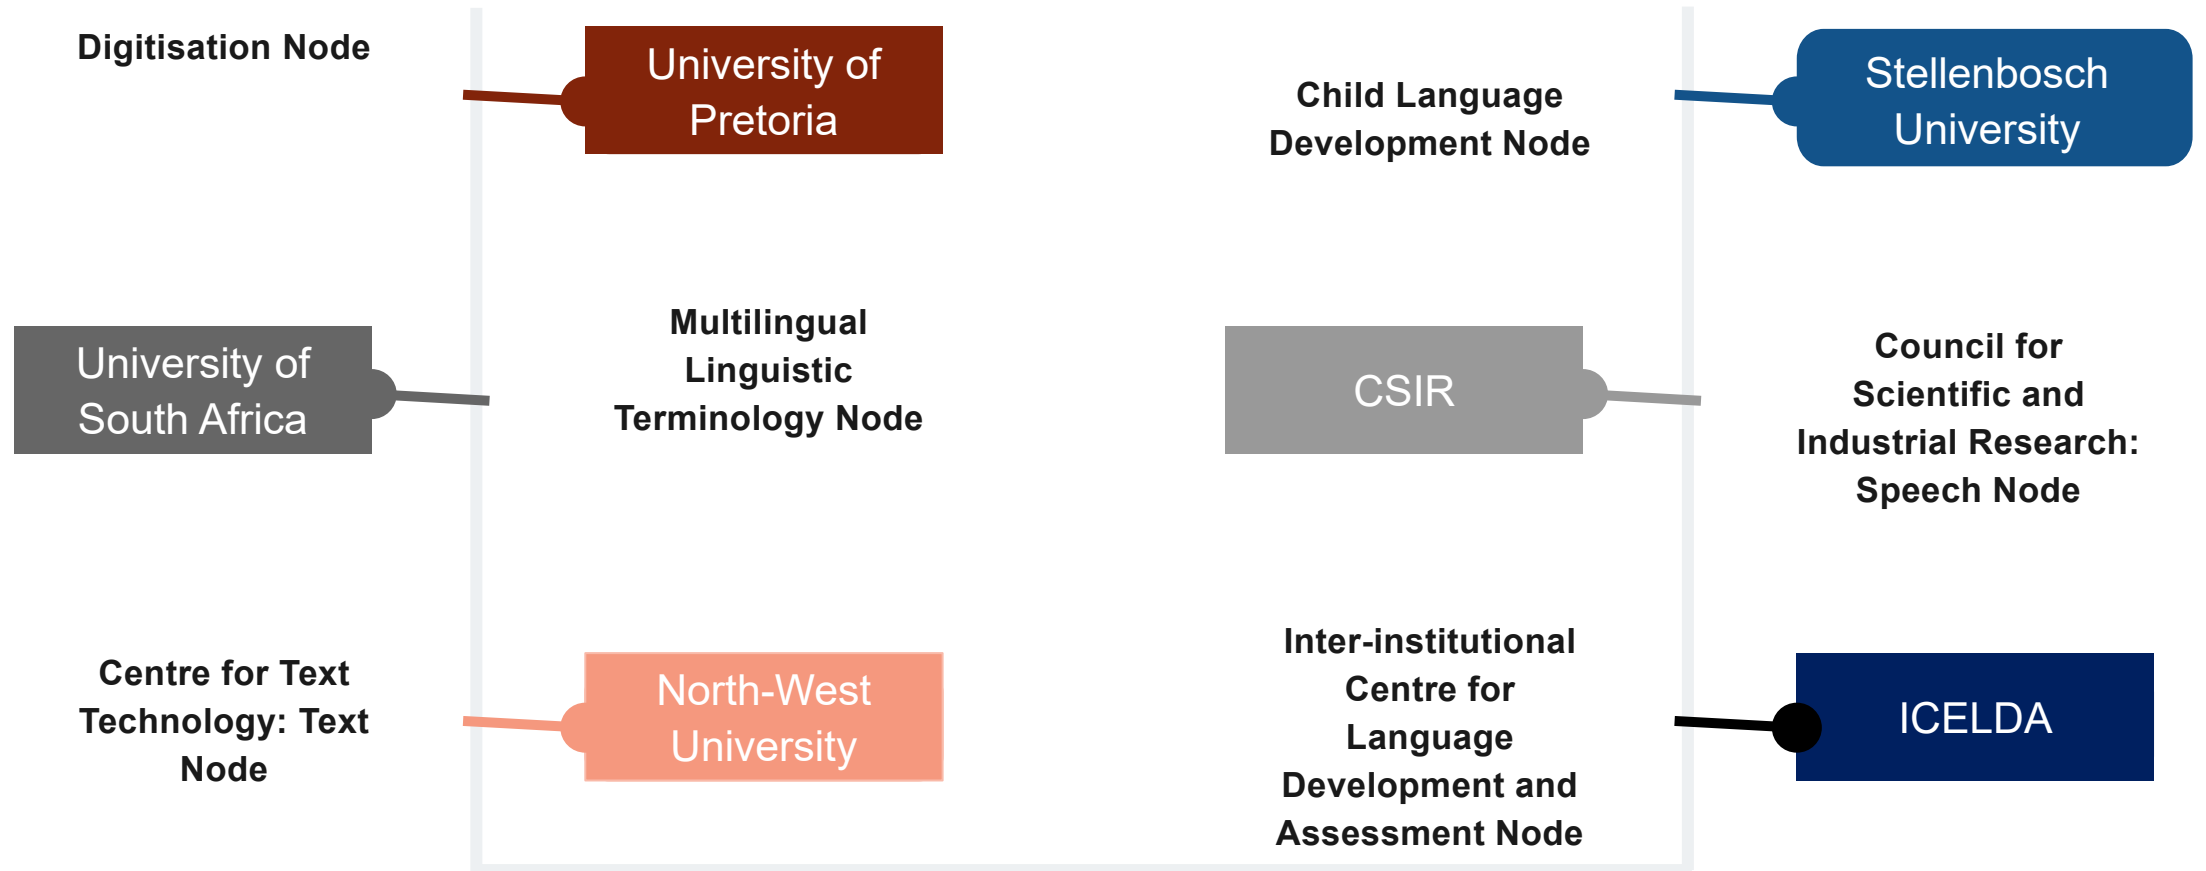 Digitisation Node
University of
Pretoria
University of
South Africa
Multilingual
Linguistic
Terminology Node
Centre for Text
Technology: Text
Node
North-West
University
Child Language
Development Node
Stellenbosch
University
CSIR
Council for
Scientific and
Industrial Research:
Speech Node
Inter-institutional
Centre for
Language
Development and
Assessment Node
ICELDA